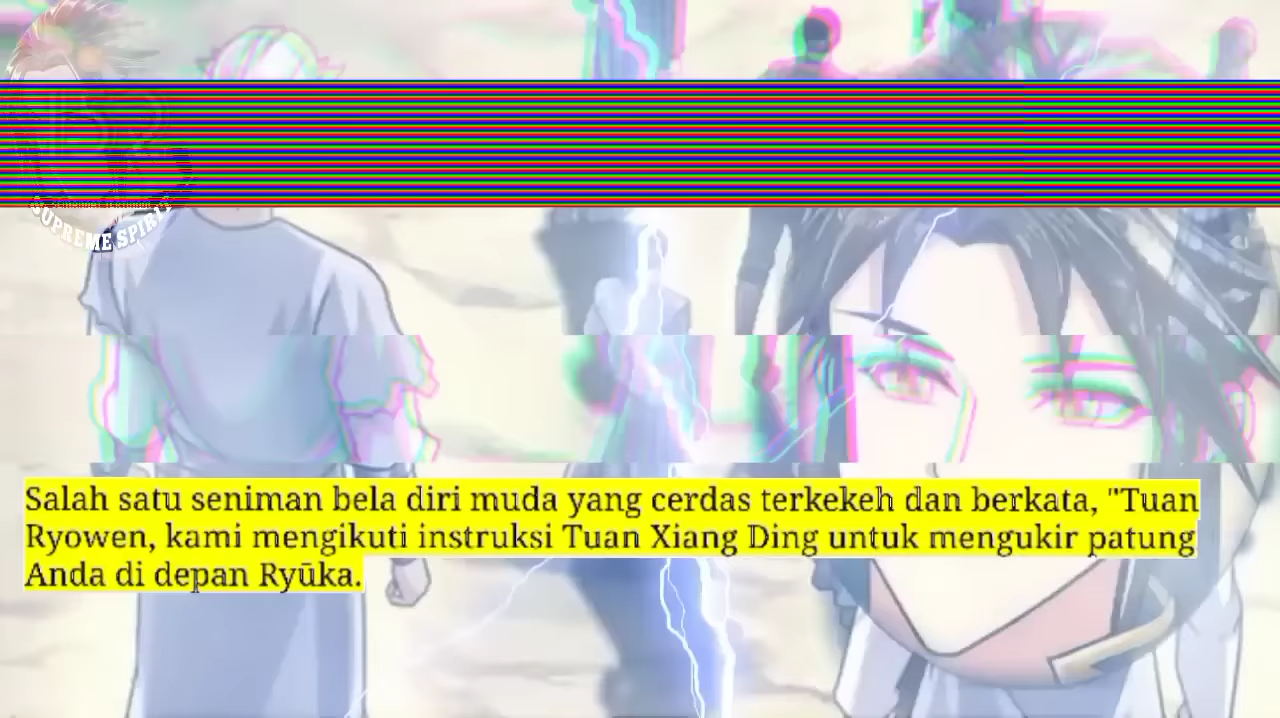 SUPREME SPIRIT
Salah satu seniman bela diri muda yang cerdas terkekeh dan berkata, "Tuan
Ryowen, kami mengikuti instruksi Tuan Xiang Ding untuk mengukir patung
Anda di depan Ryūka.